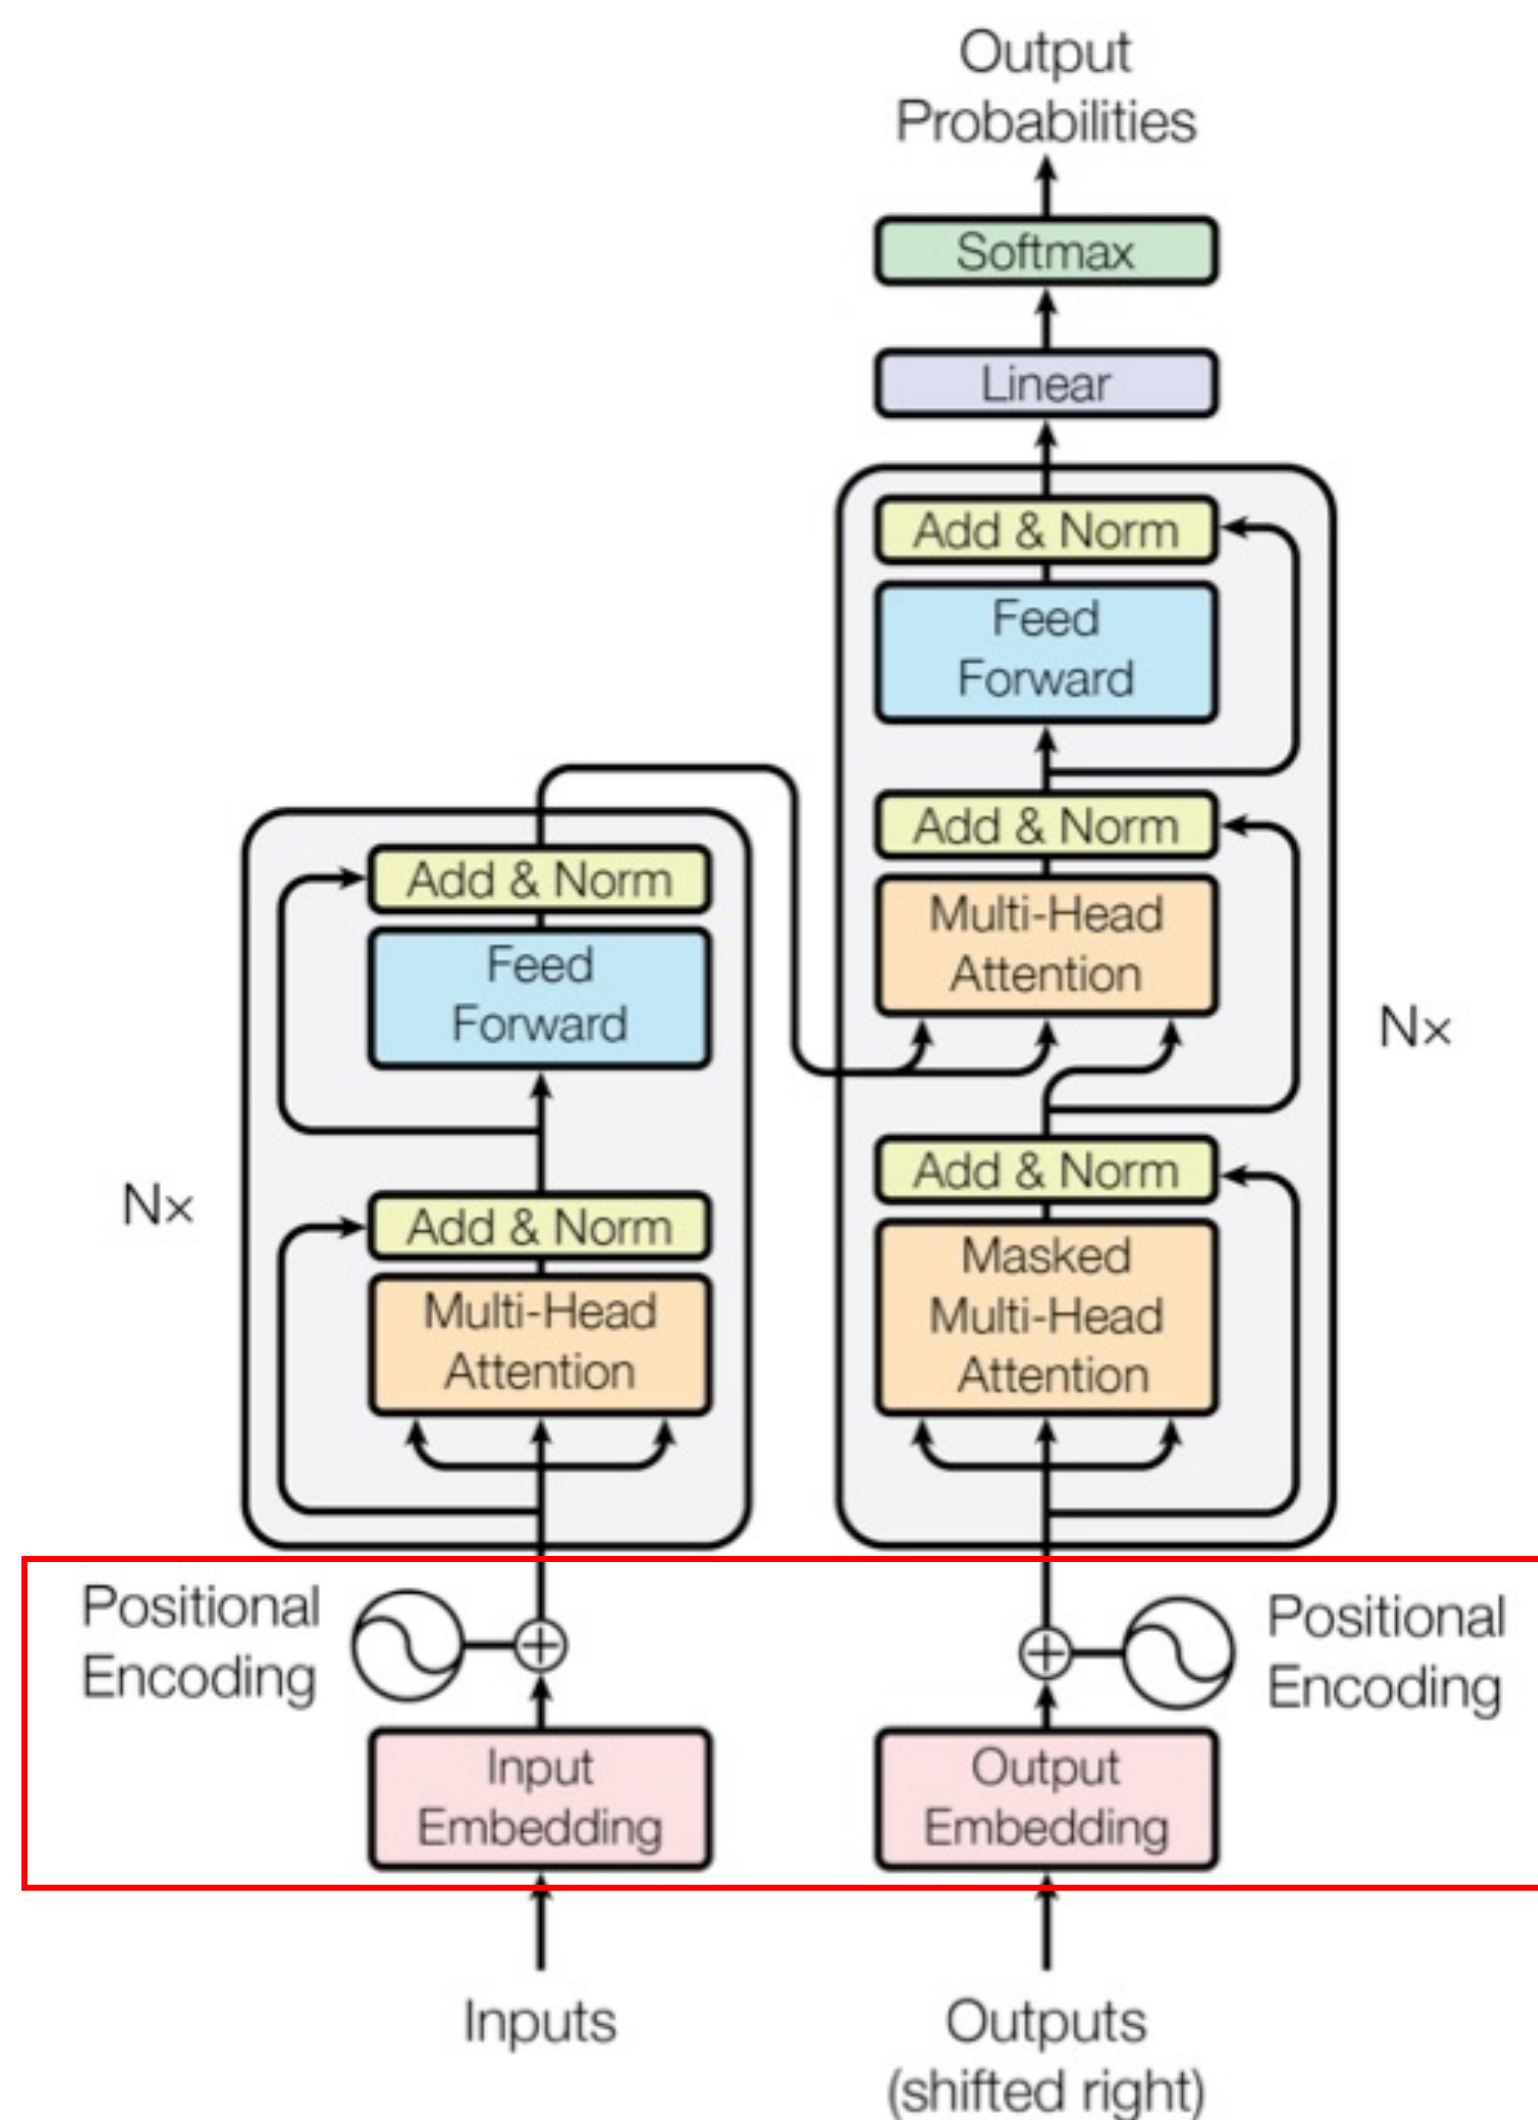 Output
Probabilities
Softmax
Linear
Add & Norm
Feed
Forward
Add & Norm
Multi-Head
Attention
Nx
Add & Norm
Masked
Multi-Head
Attention
Add & Norm
Feed
Forward
Nx
Add & Norm
Multi-Head
Attention
Positional
Encoding
Input
Embedding
Output
Embedding
Positional
Encoding
Inputs
Outputs
(shifted right)